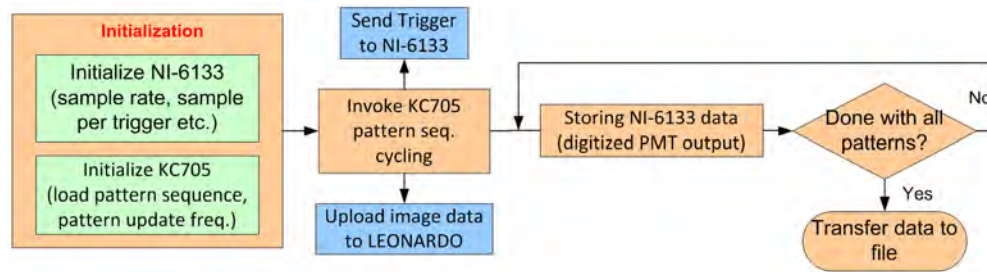 Initialization
Initialize NI-6133
(sample rate, sample
per trigger etc.)
Initialize KC705
(load pattern sequence,
pattern update freq.)
Send Trigger
to NI-6133
Invoke KC705
pattern seq.
cycling
Upload image data
to LEONARDO
Storing NI-6133 data
(digitized PMT output)
Done with all
patterns?
No
Yes
Transfer data to
file